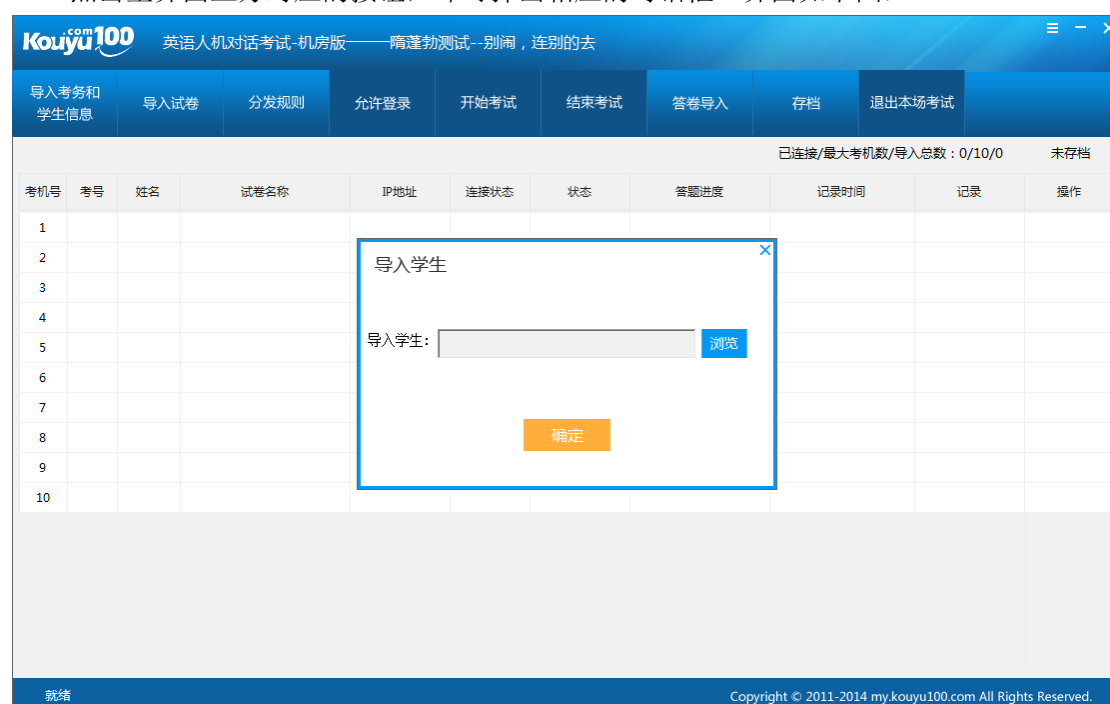 Kouyu100.com
英语人机对话考试-机房版——隋蓬勃测试--别闹，连别的去
导入考务和
学生信息
导入试卷
分发规则
允许登录
开始考试
结束考试
答卷导入
存档
退出本场考试
已连接/最大考机数/导入总数：0/10/0 未存档
考机号 考号 姓名 试卷名称 IP地址 连接状态 状态 答题进度 记录时间 记录 操作
1
2
3
4
5
6
7
8
9
10
导入学生
导入学生：
浏览
确定
就绪
Copyright © 2011-2014 my.kouyu100.com All Rights Reserved.